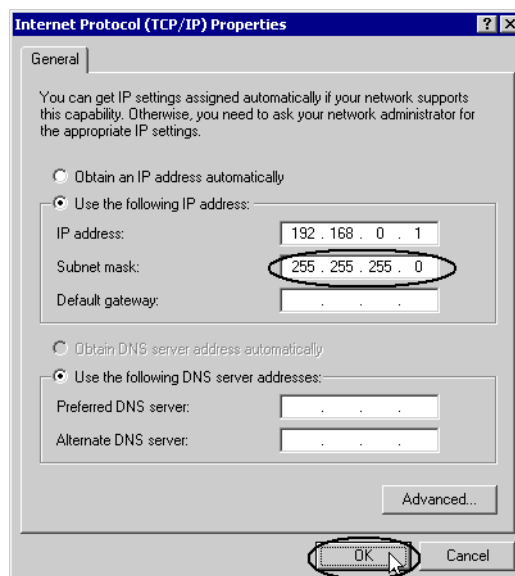 Internet Protocol (TCP/IP) Properties
General
You can get IP settings assigned automatically if your network supports
this capability. Otherwise, you need to ask your network administrator for
the appropriate IP settings.
Obtain an IP address automatically
Use the following IP address:
IP address: 192 . 168 . 0 . 1
Subnet mask: 255 . 255 . 255 . 0
Default gateway: . . .
Obtain DNS server address automatically
Use the following DNS server addresses:
Preferred DNS server: . . .
Alternate DNS server: . . .
Advanced...
OK Cancel